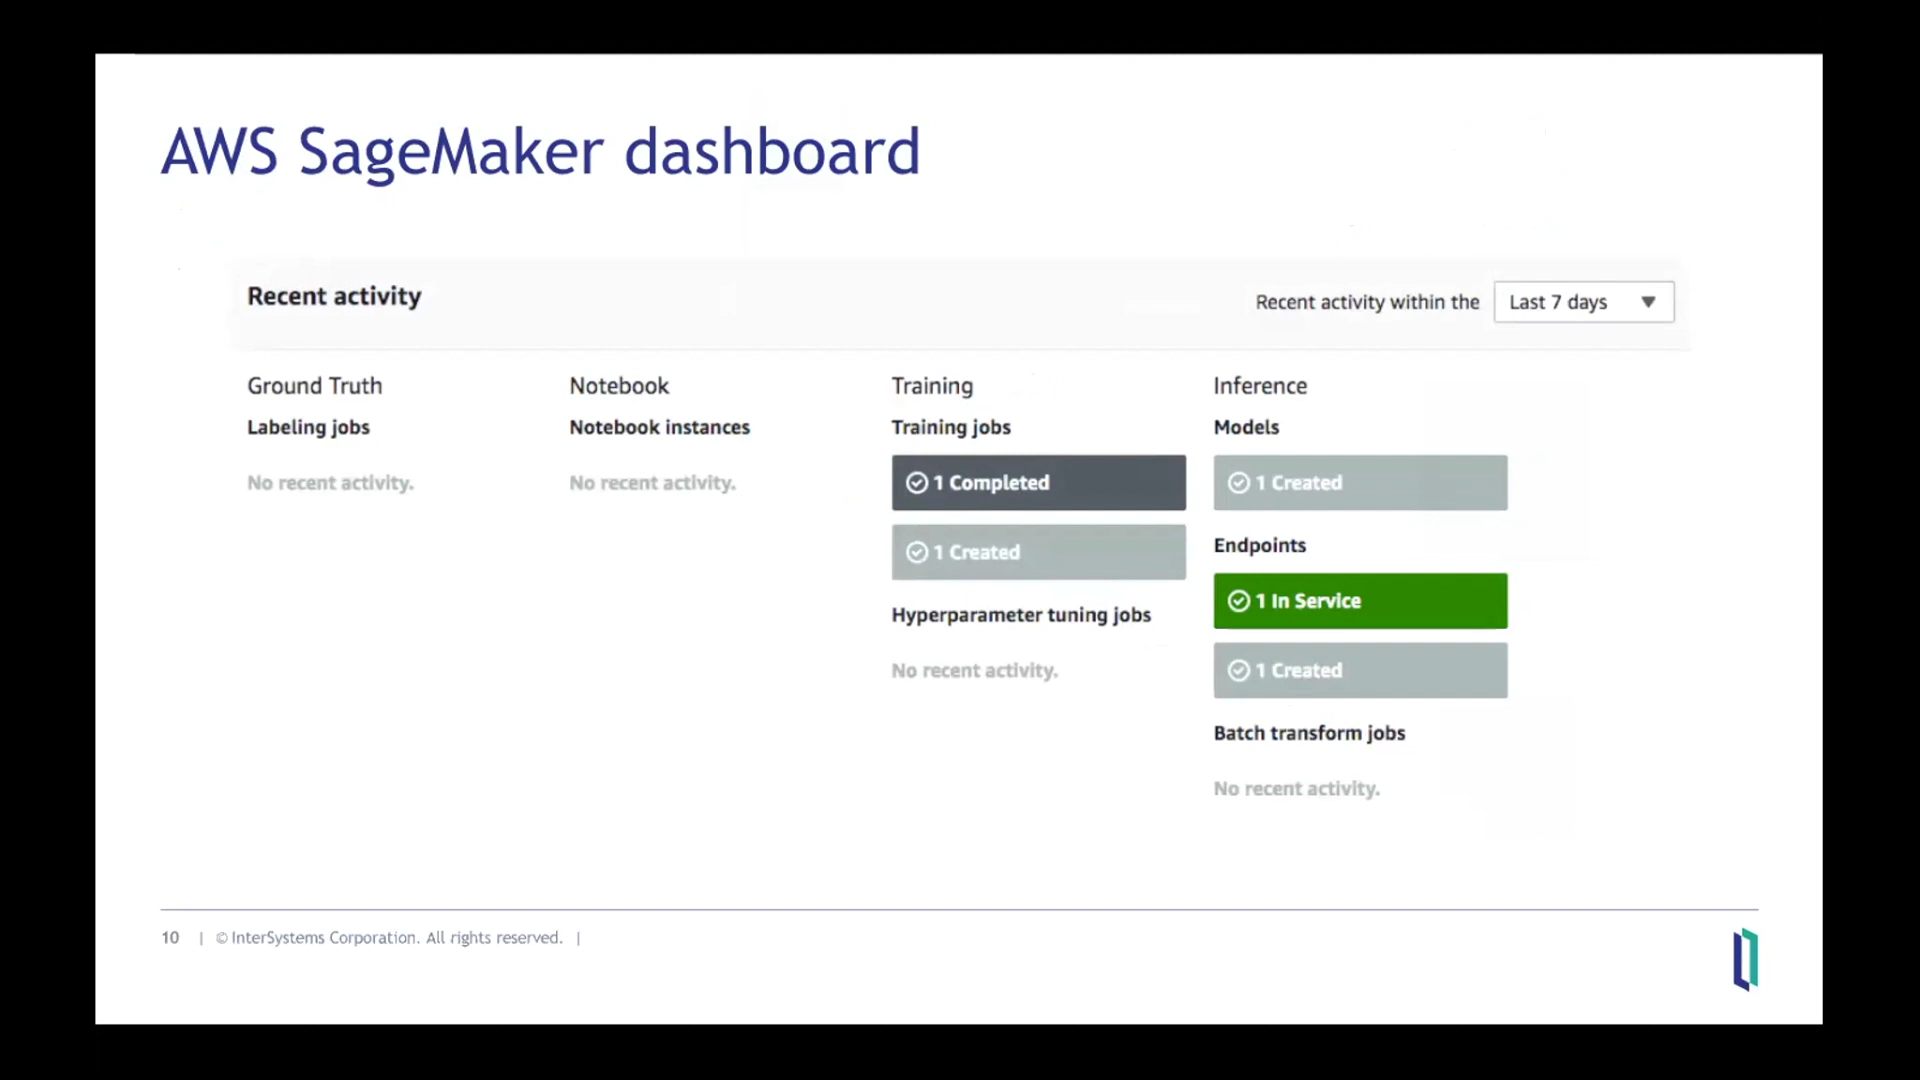 AWS SageMaker dashboard
Recent activity
Recent activity within the
Last 7 days
Ground Truth
Labeling jobs
No recent activity.
Notebook
Notebook instances
No recent activity.
Training
Training jobs
1 Completed
1 Created
Hyperparameter tuning jobs
No recent activity.
Inference
Models
1 Created
Endpoints
1 In Service
1 Created
Batch transform jobs
No recent activity.
10 | © InterSystems Corporation. All rights reserved. |